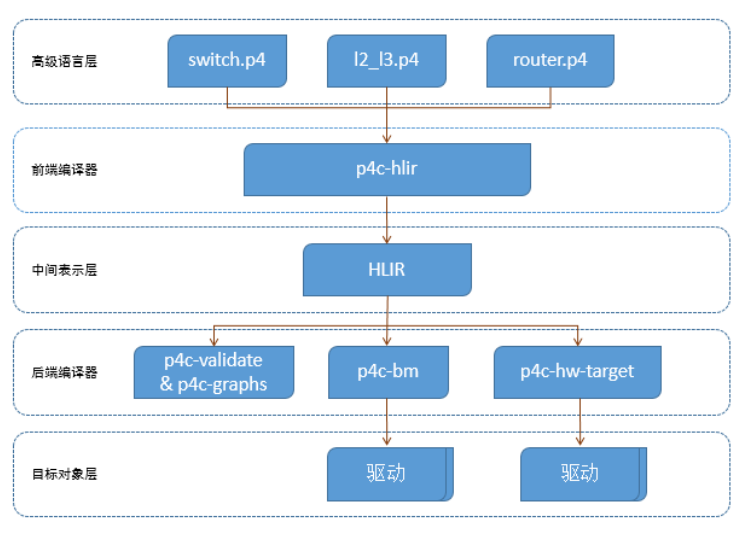 高级语言层
switch.p4
l2_l3.p4
router.p4
前端编译器
p4c-hlir
中间表示层
HLIR
后端编译器
p4c-validate
& p4c-graphs
p4c-bm
p4c-hw-target
目标对象层
驱动
驱动